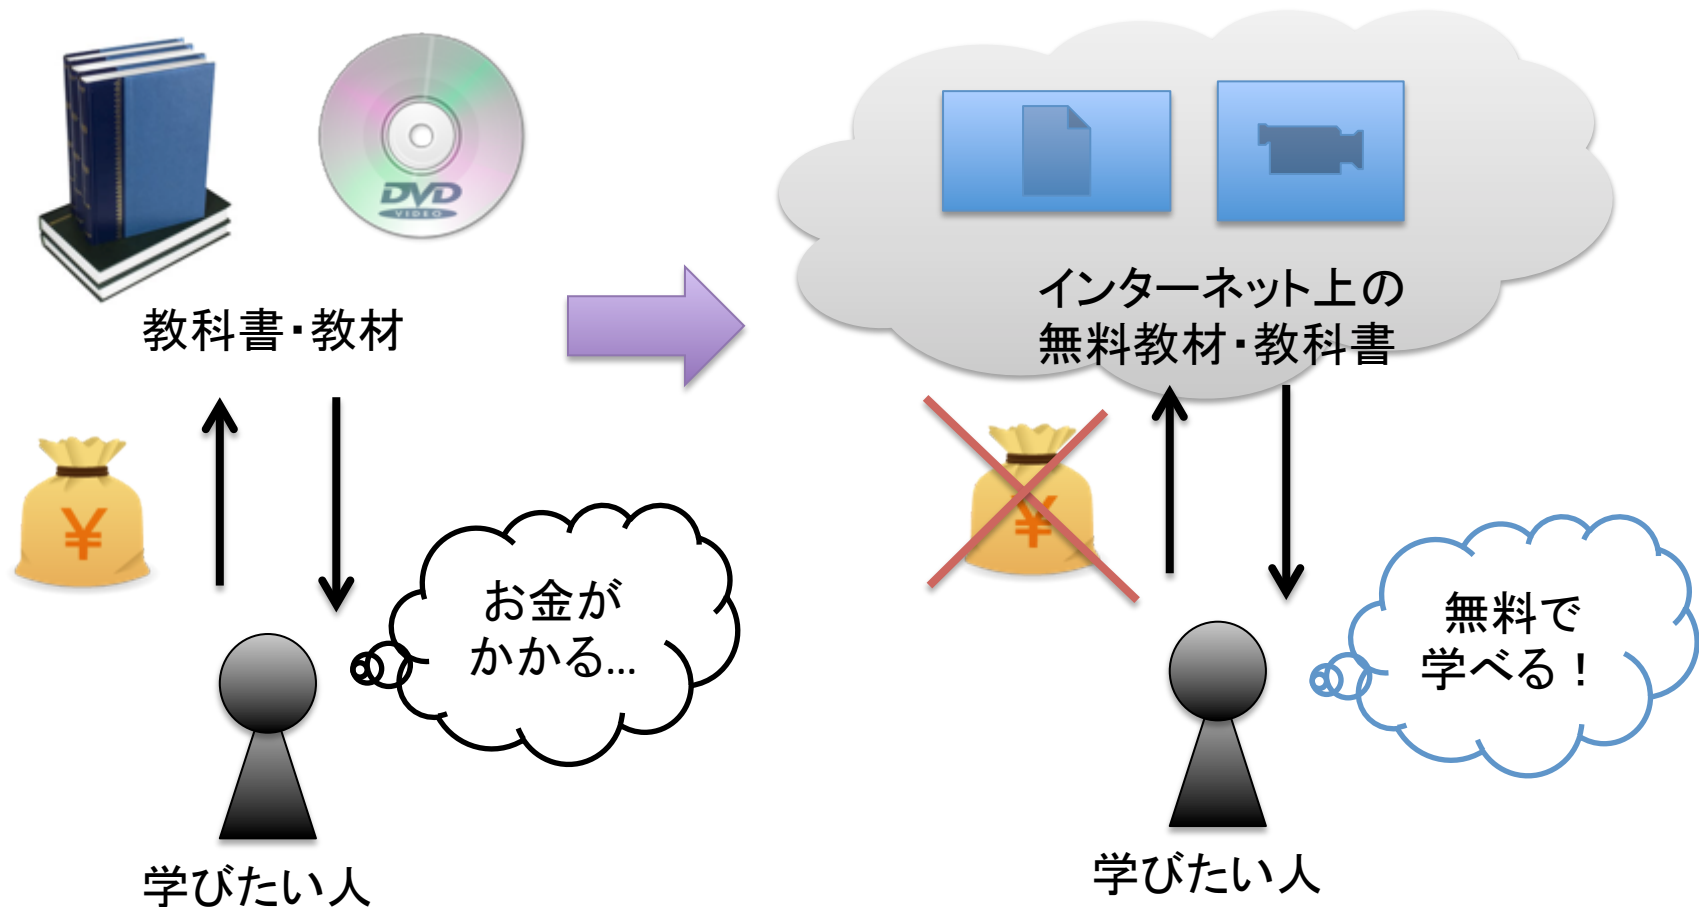 DVD
VIDEO
教科書・教材
¥
お金が
かかる...
学びたい人
インターネット上の
無料教材・教科書
¥
無料で
学べる！
学びたい人